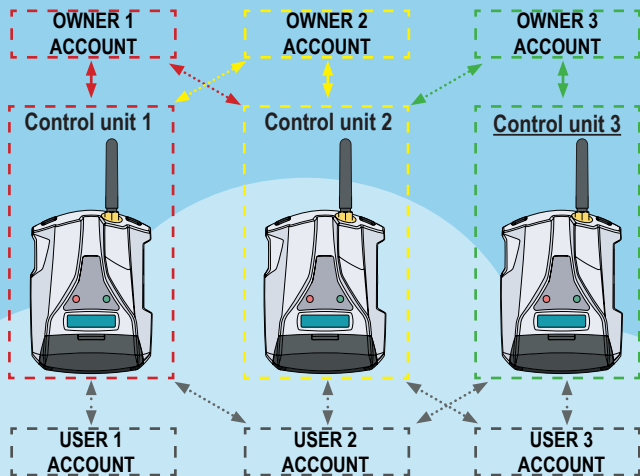 OWNER 1
ACCOUNT
OWNER 2
ACCOUNT
OWNER 3
ACCOUNT
Control unit 1
Control unit 2
Control unit 3
USER 1
ACCOUNT
USER 2
ACCOUNT
USER 3
ACCOUNT